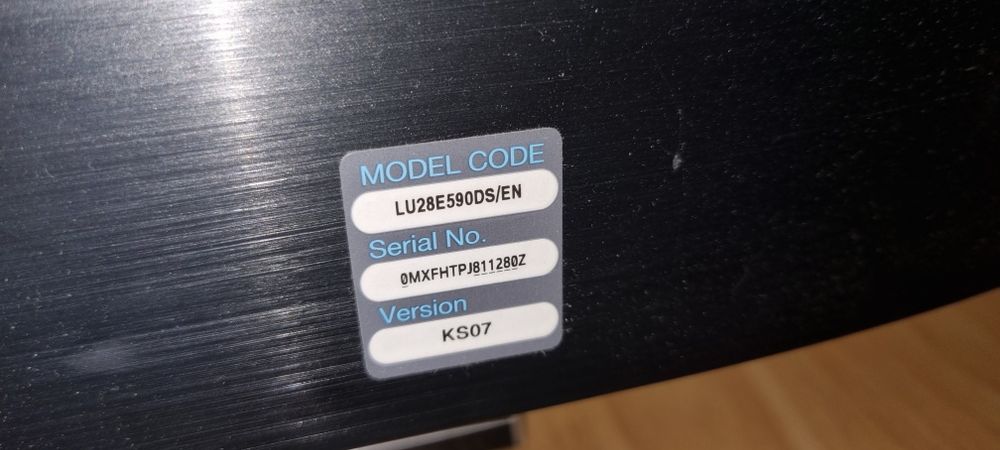 MODEL CODE
LU28E590DS/EN
Serial No.
0MXFHTPJ811280Z
Version
KS07